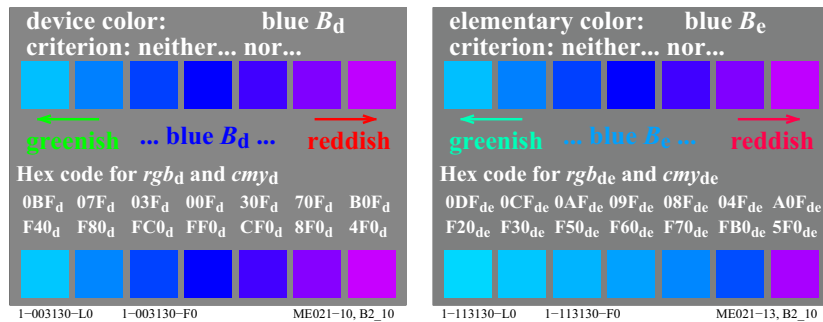 device color: blue Bd
criterion: neither... nor...
greenish ... blue Bd ... reddish
Hex code for rgbd and cmyd
0BFd 07Fd 03Fd 00Fd 30Fd 70Fd B0Fd
F40d F80d FC0d FF0d CF0d 8F0d 4F0d
1-003130-L0 1-003130-F0 ME021-10, B2_10
elementary color: blue Be
criterion: neither... nor...
greenish ... blue Be ... reddish
Hex code for rgbde and cmyde
0DFde 0CFde 0AFde 09Fde 08Fde 04Fde A0Fde
F20de F30de F50de F60de F70de FB0de 5F0de
1-113130-L0 1-113130-F0 ME021-13, B2_10